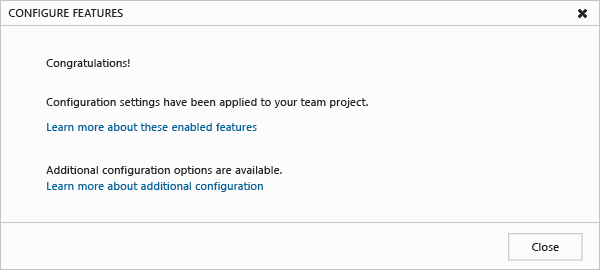 CONFIGURE FEATURES
Congratulations!
Configuration settings have been applied to your team project.
Learn more about these enabled features
Additional configuration options are available.
Learn more about additional configuration
Close